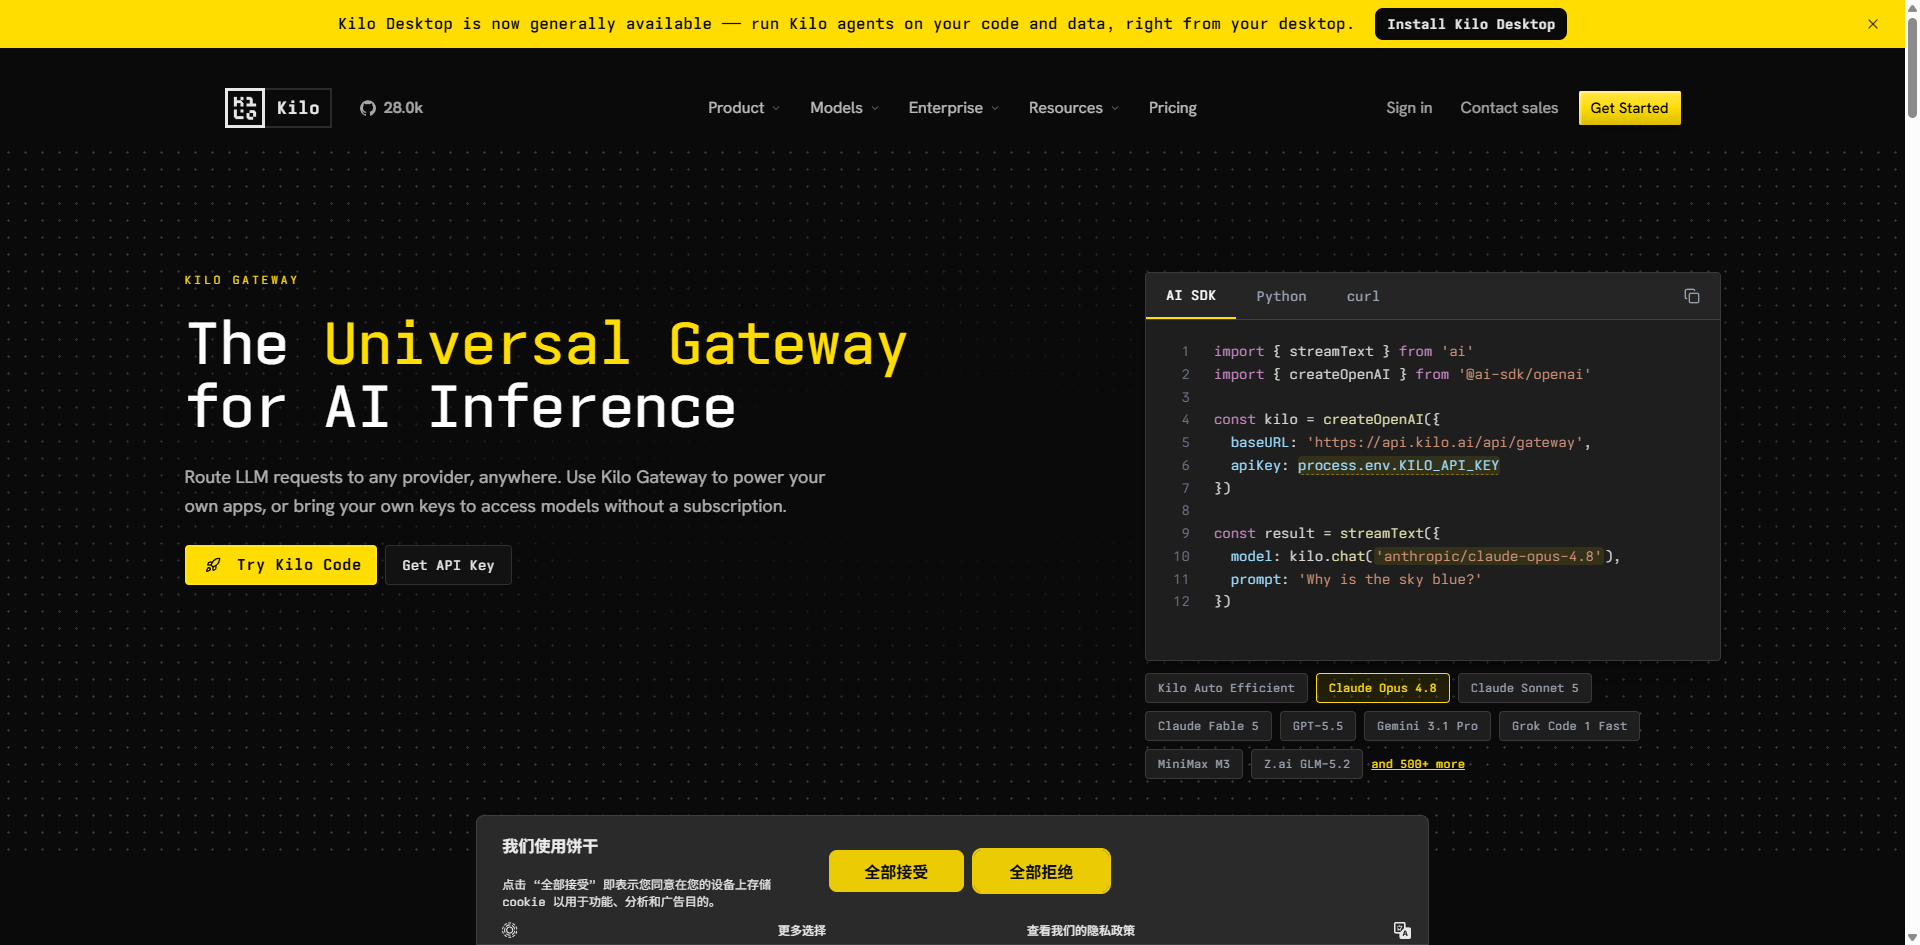 Kilo Desktop is now generally available — run Kilo agents on your code and data, right from your desktop. Install Kilo Desktop
Kilo 28.0k Product Models Enterprise Resources Pricing Sign in Contact sales Get Started
KILO GATEWAY
The Universal Gateway
for AI Inference
Route LLM requests to any provider, anywhere. Use Kilo Gateway to power your
own apps, or bring your own keys to access models without a subscription.
Try Kilo Code Get API Key
AI SDK Python curl
1 import { streamText } from 'ai'
2 import { createOpenAI } from '@ai-sdk/openai'
3
4 const kilo = createOpenAI({
5 baseURL: 'https://api.kilo.ai/api/gateway',
6 apiKey: process.env.KILO_API_KEY
7 })
8
9 const result = streamText({
10 model: kilo.chat('anthropic/claude-opus-4.8'),
11 prompt: 'Why is the sky blue?'
12 })
Kilo Auto Efficient Claude Opus 4.8 Claude Sonnet 5
Claude Fable 5 GPT-5.5 Gemini 3.1 Pro Grok Code 1 Fast
MiniMax M3 Z.ai GLM-5.2 and 500+ more
我们使用饼干
点击 “全部接受” 即表示您同意在您的设备上存储
cookie 以用于功能、分析和广告目的。
全部接受 全部拒绝
更多选择 查看我们的隐私政策